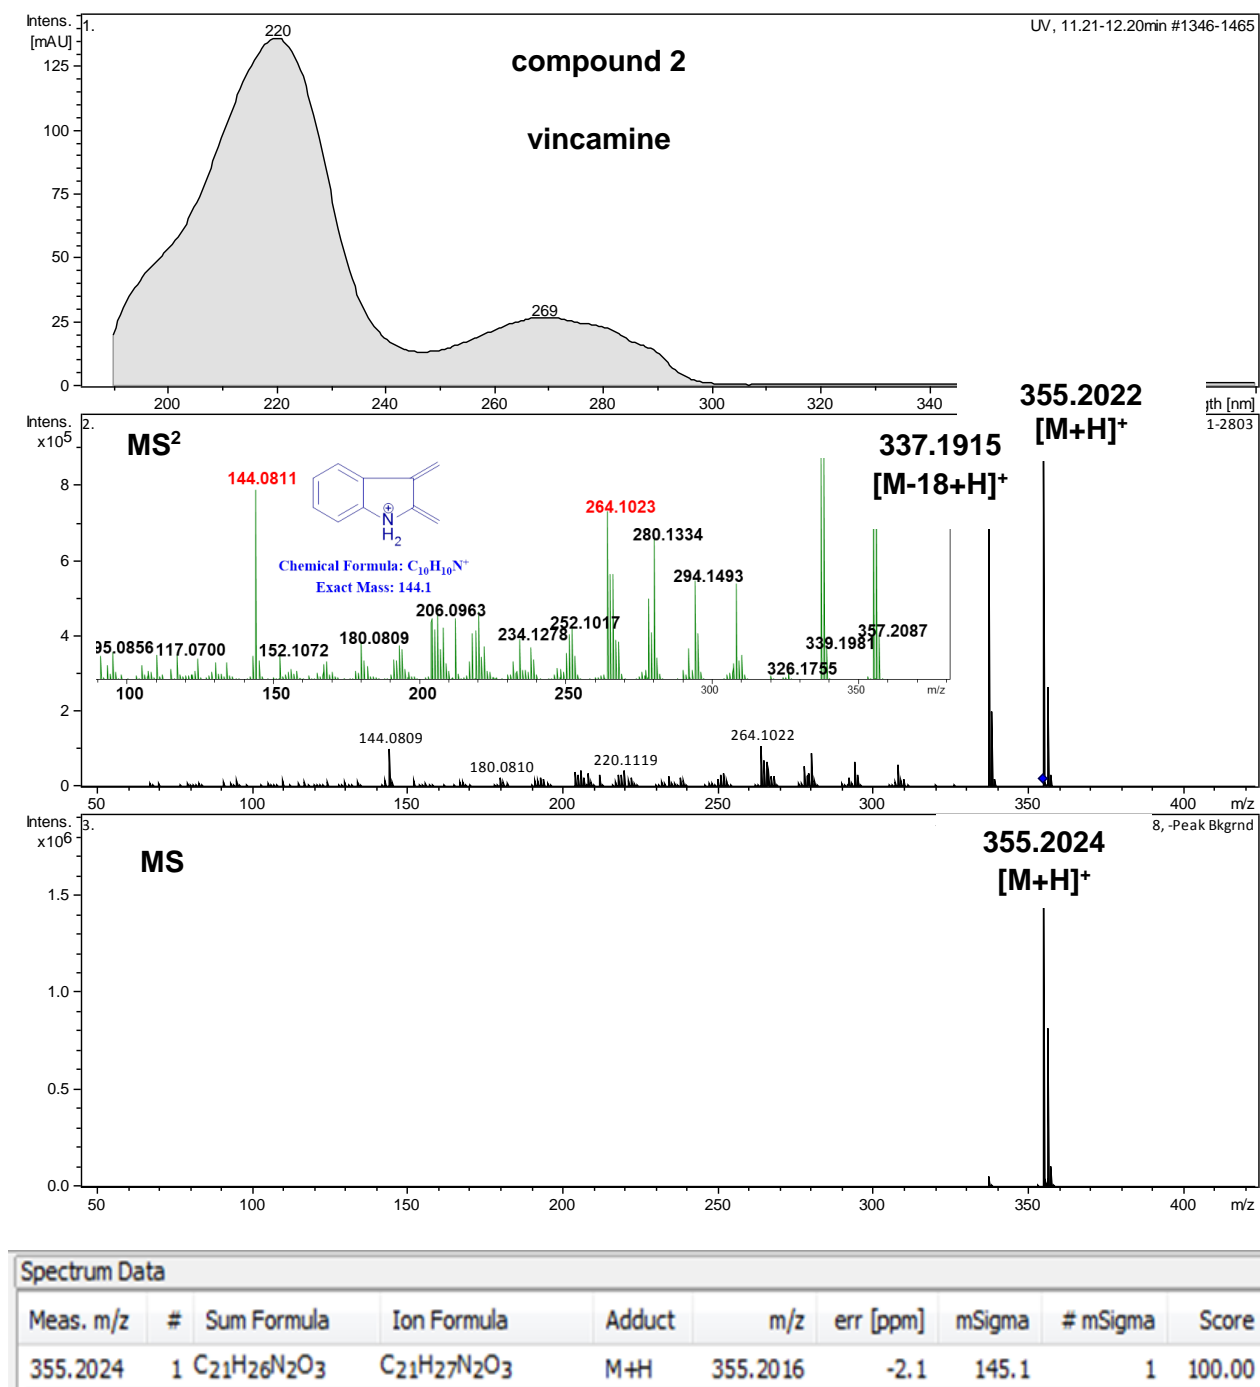 Intens.
[mAU]
1.
220
UV, 11.21-12.20min #1346-1465
compound 2
vincamine
125
100
75
50
25
0
269
200 220 240 260 280 300 320 340
gth [nm]
355.2022
[M+H]+
Intens.
x10⁵
2.
1-2803
MS²
337.1915
[M-18+H]+
144.0811
264.1023
280.1334
294.1493
N
⊕
H₂
Chemical Formula: C₁₀H₁₀N⁺
Exact Mass: 144.1
206.0963
252.1017
234.1278
180.0809
152.1072
117.0700
95.0856
357.2087
339.1981
326.1755
100 150 200 250 300 350 m/z
8
6
4
2
0
144.0809
180.0810
220.1119
264.1022
50 100 150 200 250 300 350 400 m/z
Intens.
x10⁶
3.
8, -Peak Bkgrnd
MS
355.2024
[M+H]+
1.5
1.0
0.5
0.0
50 100 150 200 250 300 350 400 m/z
Spectrum Data
Meas. m/z # Sum Formula Ion Formula Adduct m/z err [ppm] mSigma # mSigma Score
355.2024 1 C₂₁H₂₆N₂O₃ C₂₁H₂₇N₂O₃ M+H 355.2016 -2.1 145.1 1 100.00